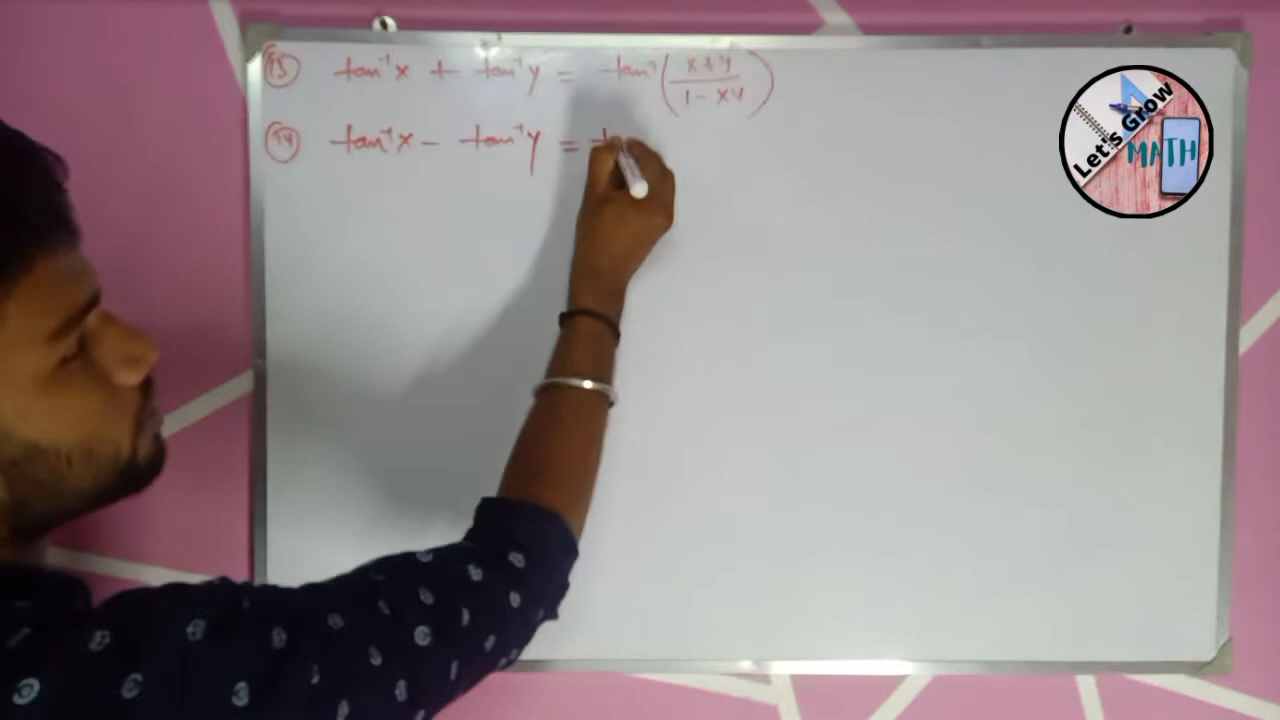 (13) tan⁻¹x + tan⁻¹y = tan⁻¹((x+y)/(1-xy))
(14) tan⁻¹x - tan⁻¹y = t
Let's Grow
MATH